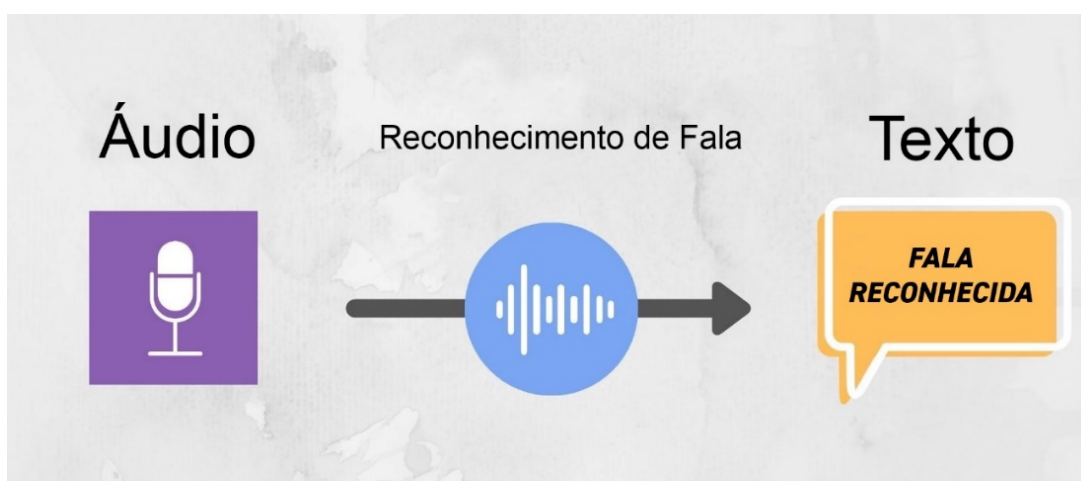 Áudio
Reconhecimento de Fala
Texto
FALA
RECONHECIDA